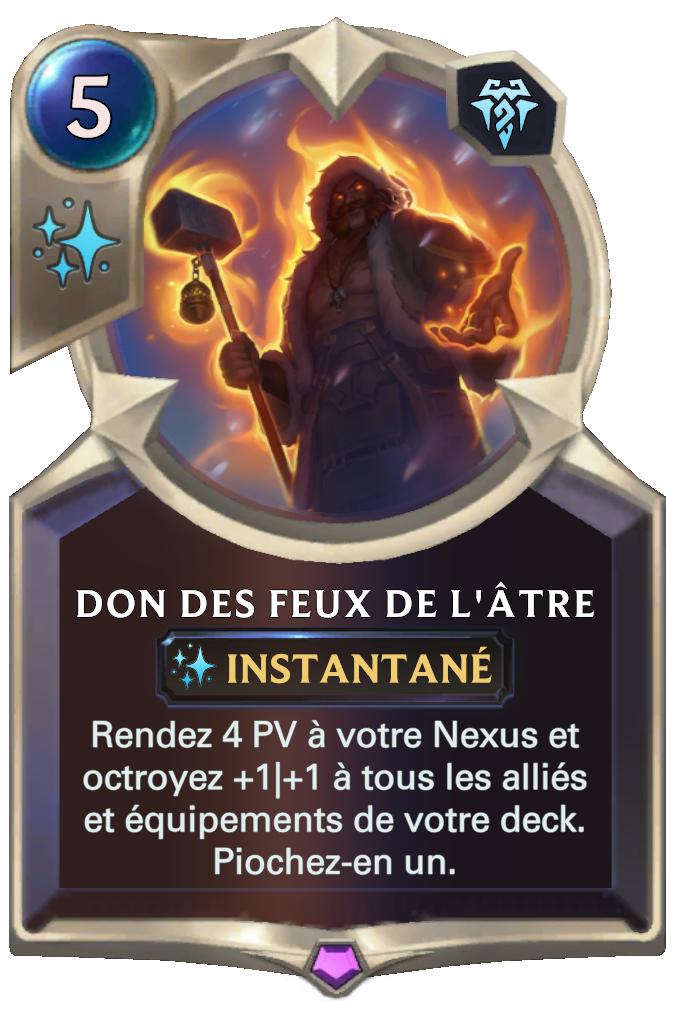 5
DON DES FEUX DE L'ÂTRE
INSTANTANÉ
Rendez 4 PV à votre Nexus et
octroyez +1|+1 à tous les alliés
et équipements de votre deck.
Piochez-en un.